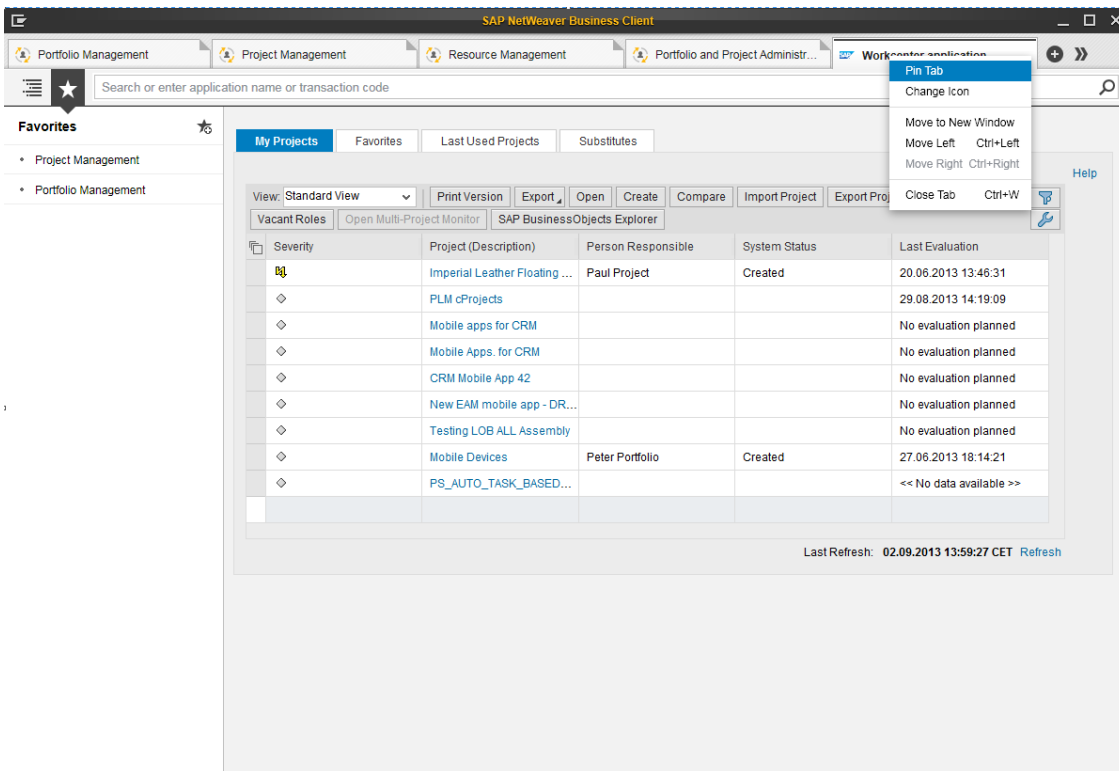 SAP NetWeaver Business Client
Portfolio Management Project Management Resource Management Portfolio and Project Administr... SAP Workcenter application
Search or enter application name or transaction code
Pin Tab
Change Icon
Move to New Window
Move Left Ctrl+Left
Move Right Ctrl+Right
Close Tab Ctrl+W
Favorites
Project Management
Portfolio Management
My Projects Favorites Last Used Projects Substitutes
Help
View: Standard View Print Version Export Open Create Compare Import Project Export Proj
Vacant Roles Open Multi-Project Monitor SAP BusinessObjects Explorer
Severity Project (Description) Person Responsible System Status Last Evaluation
Imperial Leather Floating ... Paul Project Created 20.06.2013 13:46:31
PLM cProjects 29.08.2013 14:19:09
Mobile apps for CRM No evaluation planned
Mobile Apps. for CRM No evaluation planned
CRM Mobile App 42 No evaluation planned
New EAM mobile app - DR... No evaluation planned
Testing LOB ALL Assembly No evaluation planned
Mobile Devices Peter Portfolio Created 27.06.2013 18:14:21
PS_AUTO_TASK_BASED... << No data available >>
Last Refresh: 02.09.2013 13:59:27 CET Refresh